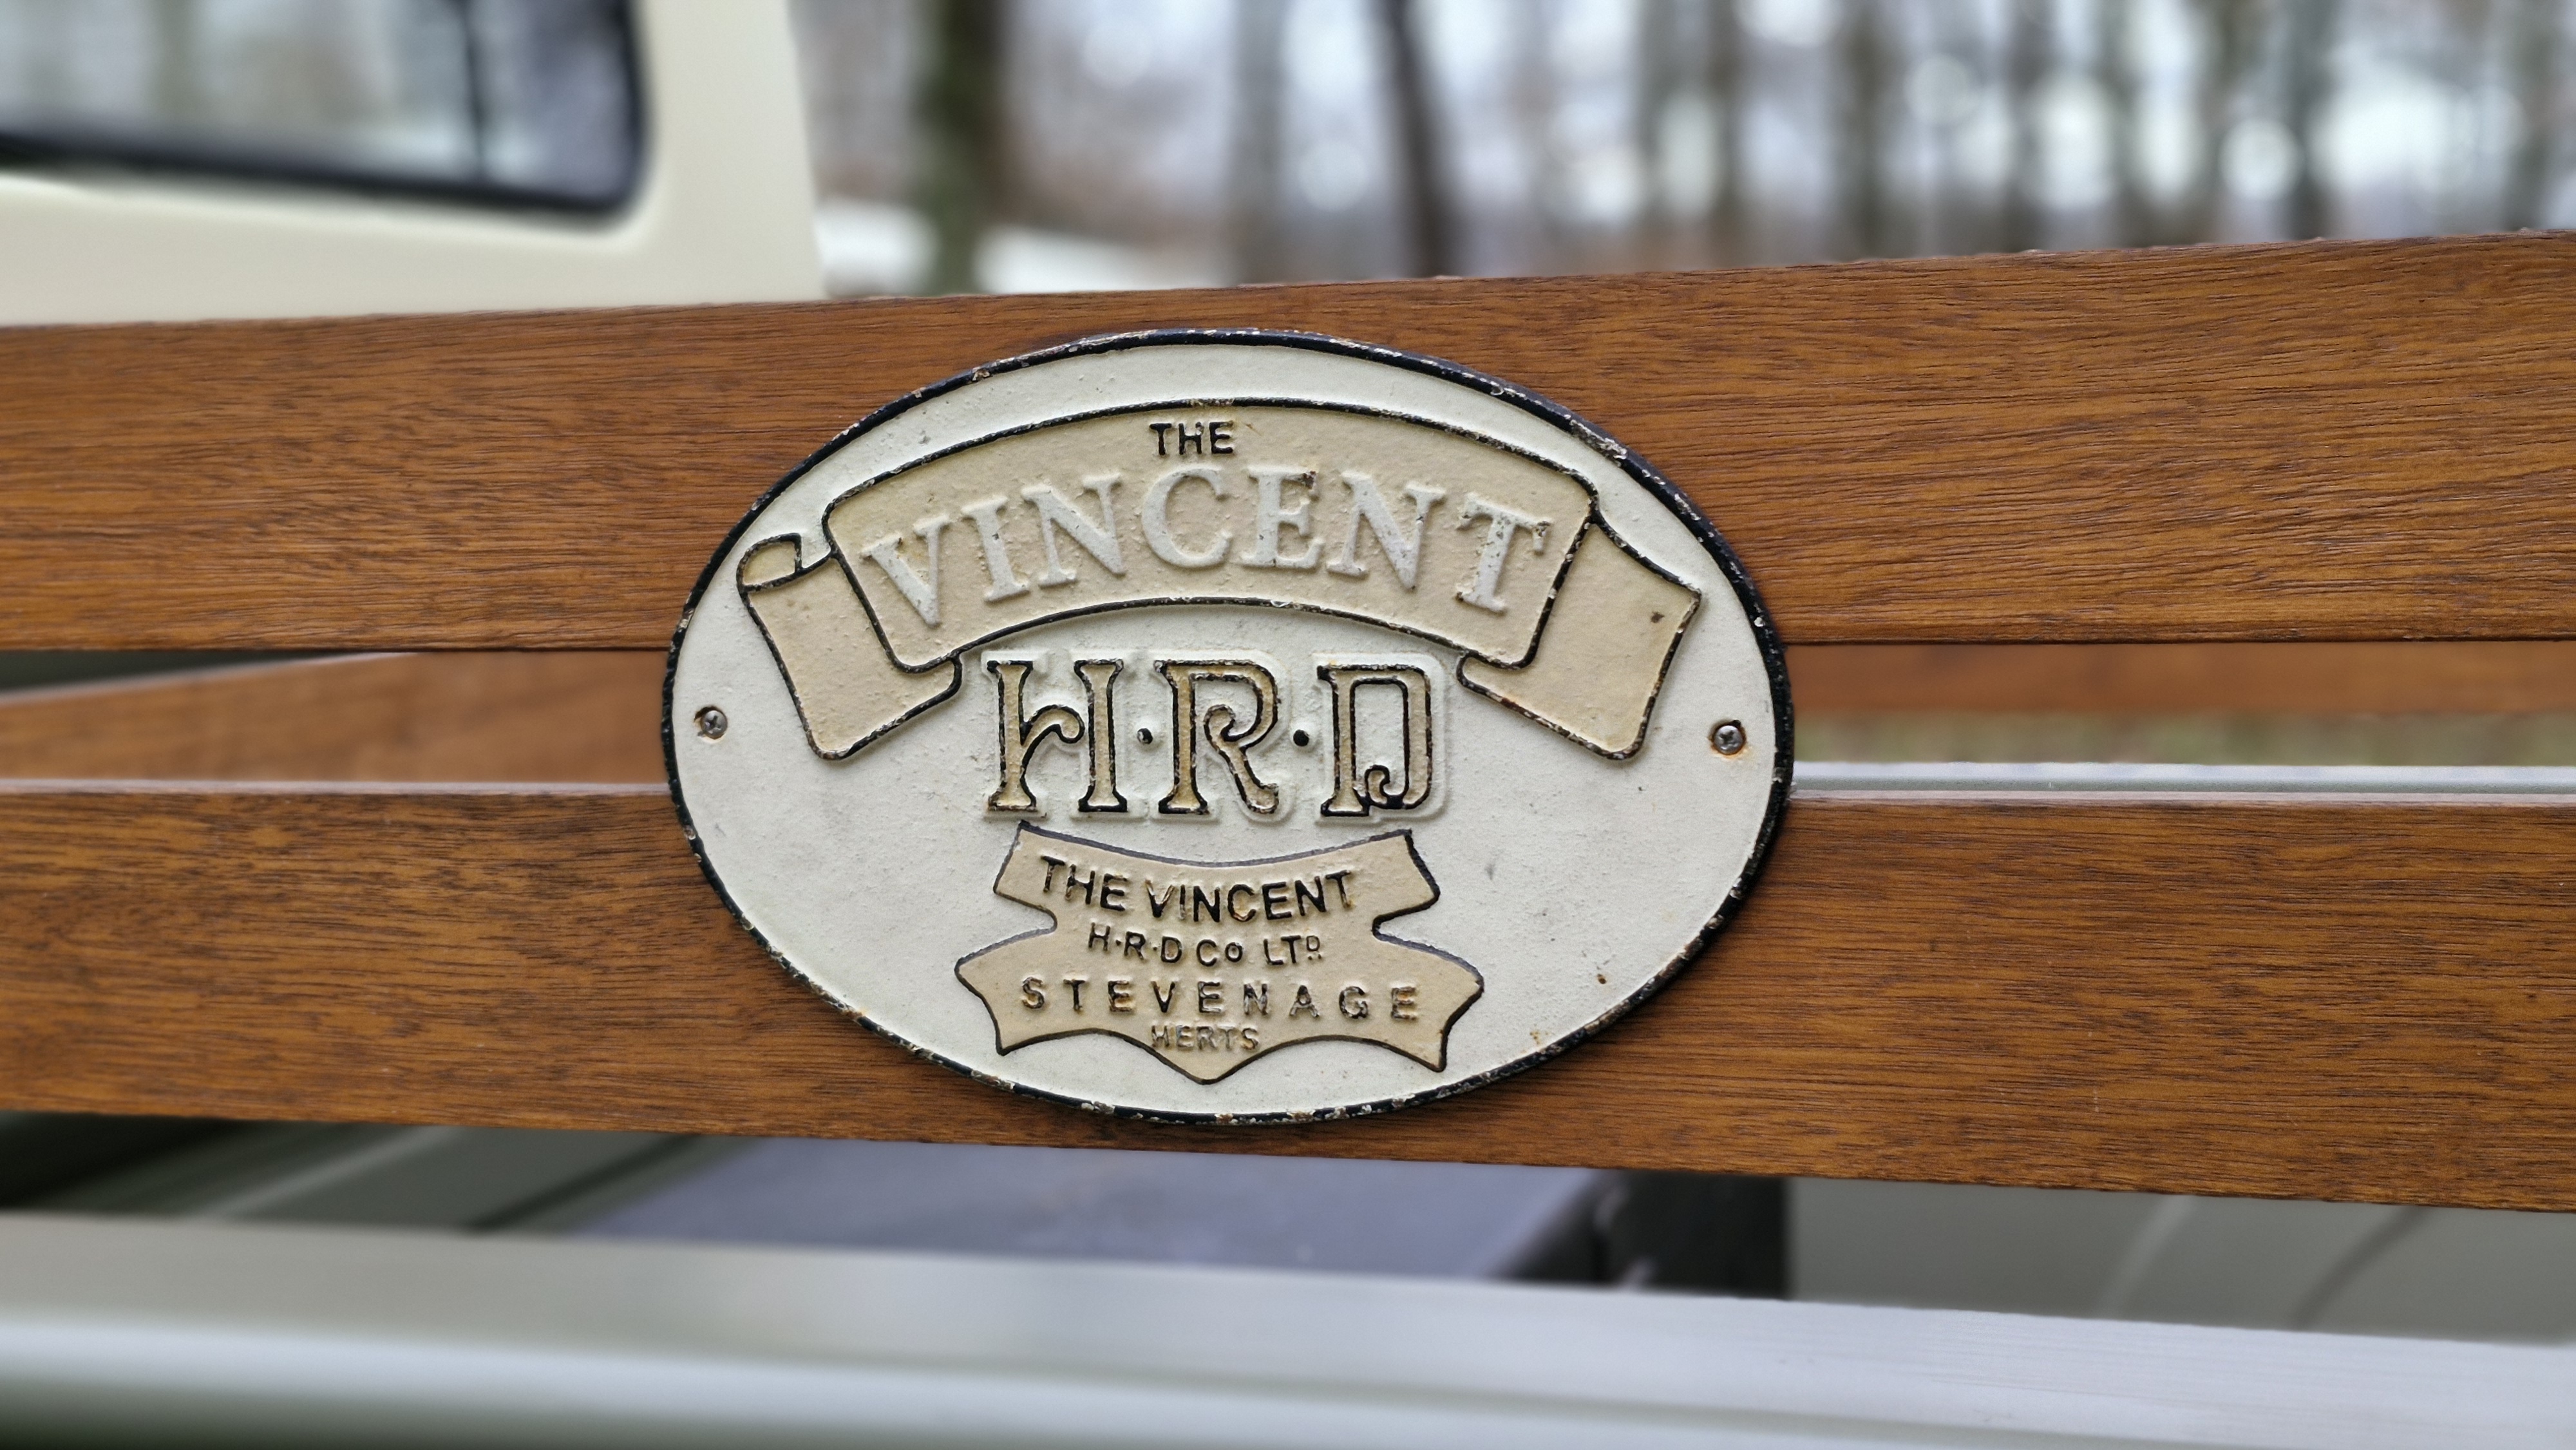 THE
VINCENT
H·R·D
THE VINCENT
H·R·D Co LTD
STEVENAGE
HERTS